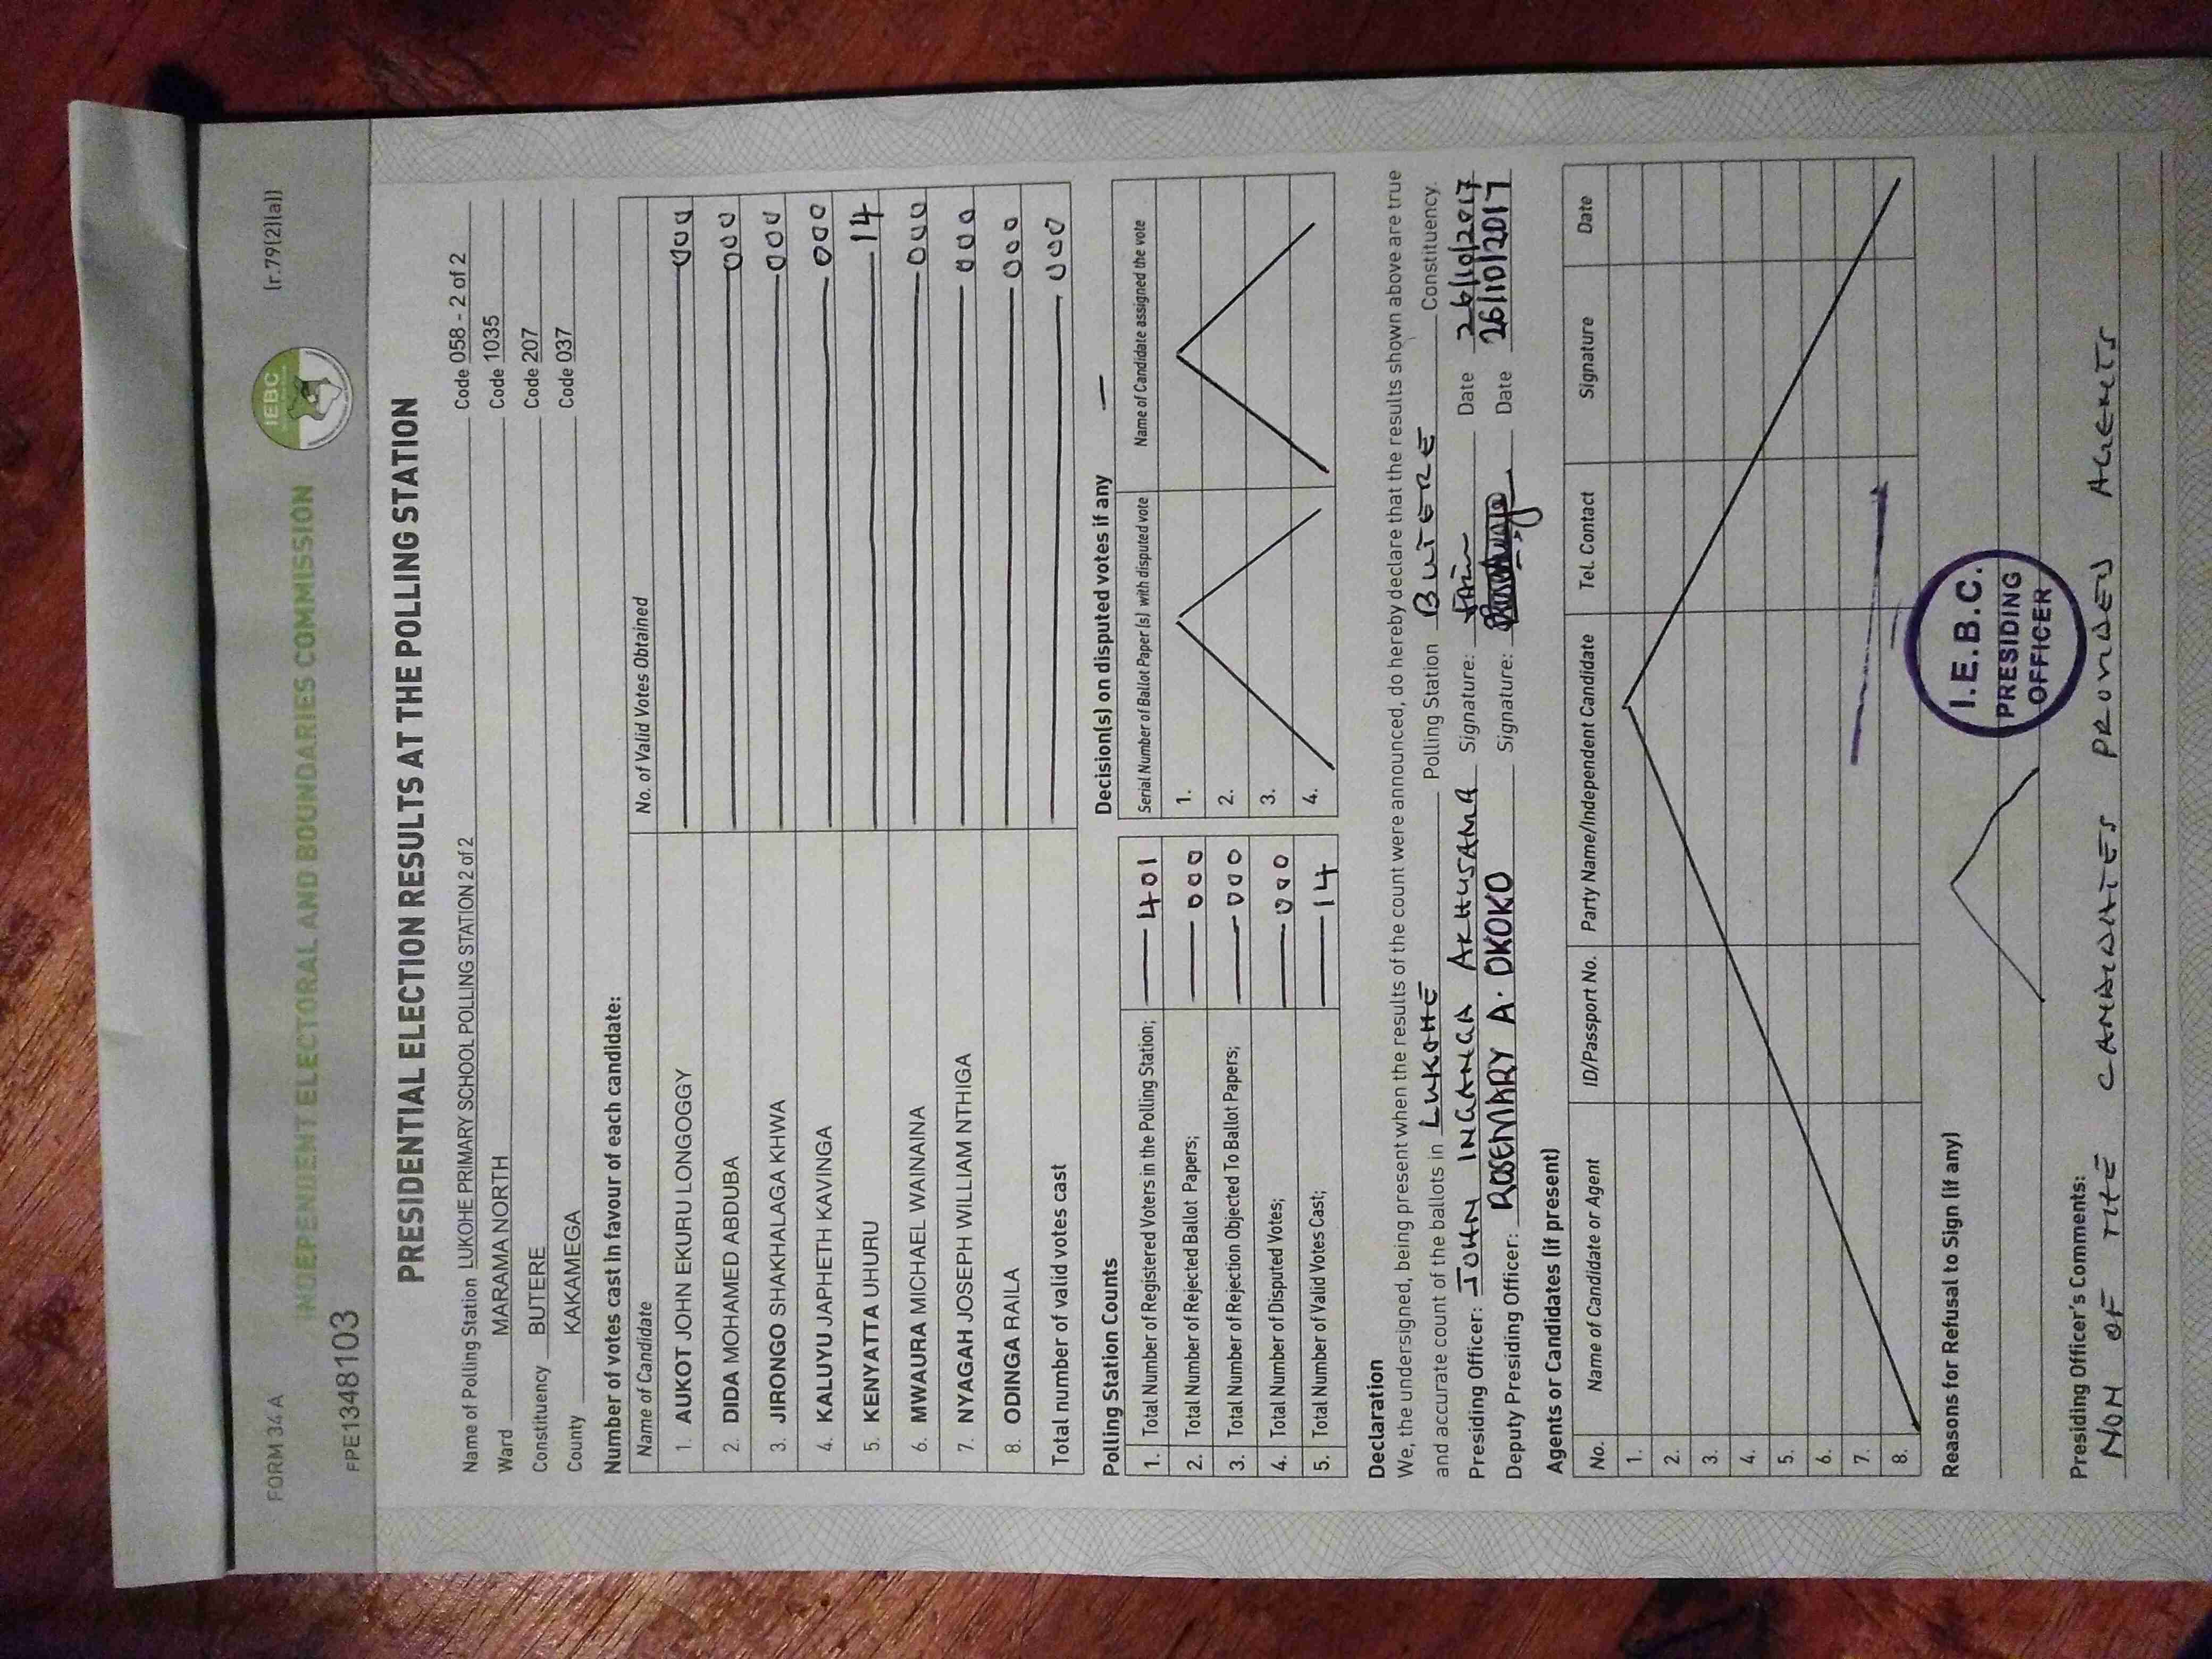 FORM 34 A (r.79(2)(a))
IEBC
INDEPENDENT ELECTORAL AND BOUNDARIES COMMISSION
FPE1348103
PRESIDENTIAL ELECTION RESULTS AT THE POLLING STATION
Name of Polling Station LUKOHE PRIMARY SCHOOL POLLING STATION 2 of 2 Code 058 - 2 of 2
Ward MARAMA NORTH Code 1035
Constituency BUTERE Code 207
County KAKAMEGA Code 037
Number of votes cast in favour of each candidate:
Name of Candidate No. of Valid Votes Obtained
1. AUKOT JOHN EKURU LONGOGGY 000
2. DIDA MOHAMED ABDUBA 000
3. JIRONGO SHAKHALAGA KHWA 000
4. KALUYU JAPHETH KAVINGA 000
5. KENYATTA UHURU 14
6. MWAURA MICHAEL WAINAINA 000
7. NYAGAH JOSEPH WILLIAM NTHIGA 000
8. ODINGA RAILA 000
Total number of valid votes cast 000
Polling Station Counts
1. Total Number of Registered Voters in the Polling Station; 401
2. Total Number of Rejected Ballot Papers; 000
3. Total Number of Rejection Objected To Ballot Papers; 000
4. Total Number of Disputed Votes; 000
5. Total Number of Valid Votes Cast; 14
Decision(s) on disputed votes if any —
Serial Number of Ballot Paper (s) with disputed vote Name of Candidate assigned the vote
1.
2.
3.
4.
Declaration
We, the undersigned, being present when the results of the count were announced, do hereby declare that the results shown above are true
and accurate count of the ballots in LUKOHE Polling Station BUTERE Constituency.
Presiding Officer: JOHN INGANGA AKHUSAMA Signature: Date 26/10/2017
Deputy Presiding Officer: ROSEMARY A. OKOKO Signature: Date 26/10/2017
Agents or Candidates (if present)
No. Name of Candidate or Agent ID/Passport No. Party Name/Independent Candidate Tel. Contact Signature Date
1.
2.
3.
4.
5.
6.
7.
8.
Reasons for Refusal to Sign (if any)
I.E.B.C.
PRESIDING
OFFICER
Presiding Officer's Comments:
NON OF THE CANDIDATES PROVIDED AGENTS